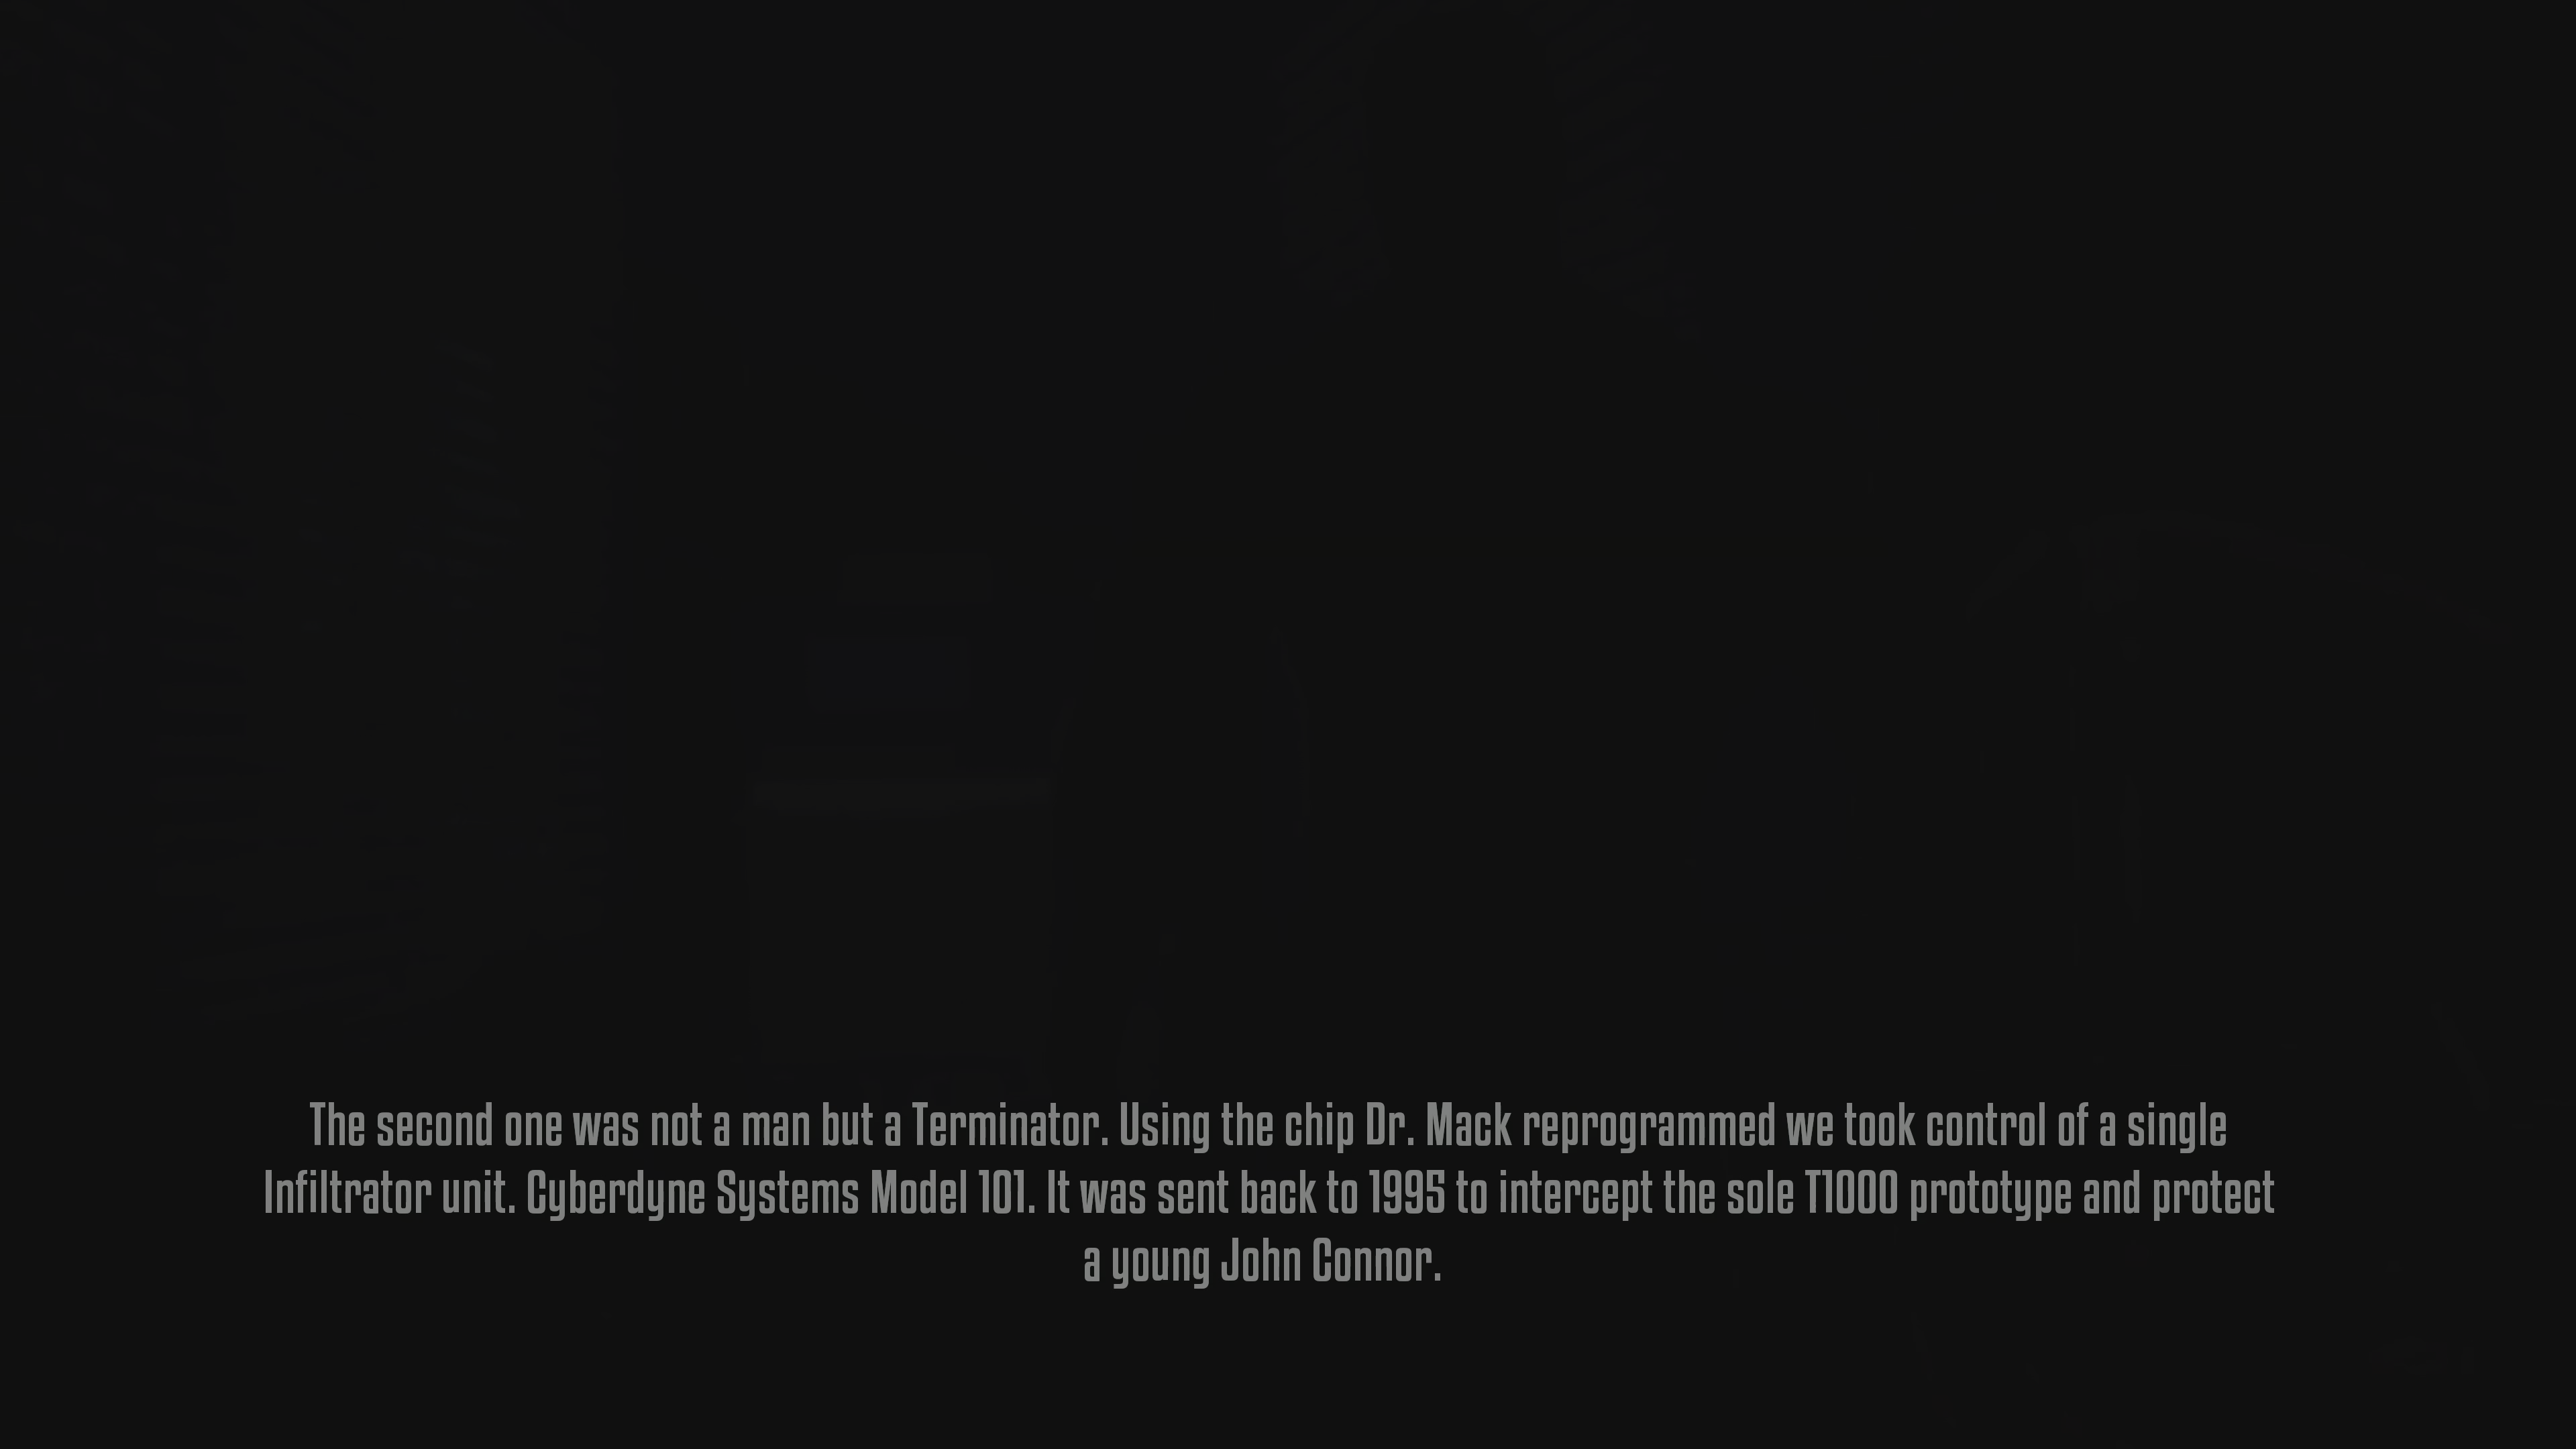 The second one was not a man but a Terminator. Using the chip Dr. Mack reprogrammed we took control of a single
Infiltrator unit. Cyberdyne Systems Model 101. It was sent back to 1995 to intercept the sole T1000 prototype and protect
a young John Connor.